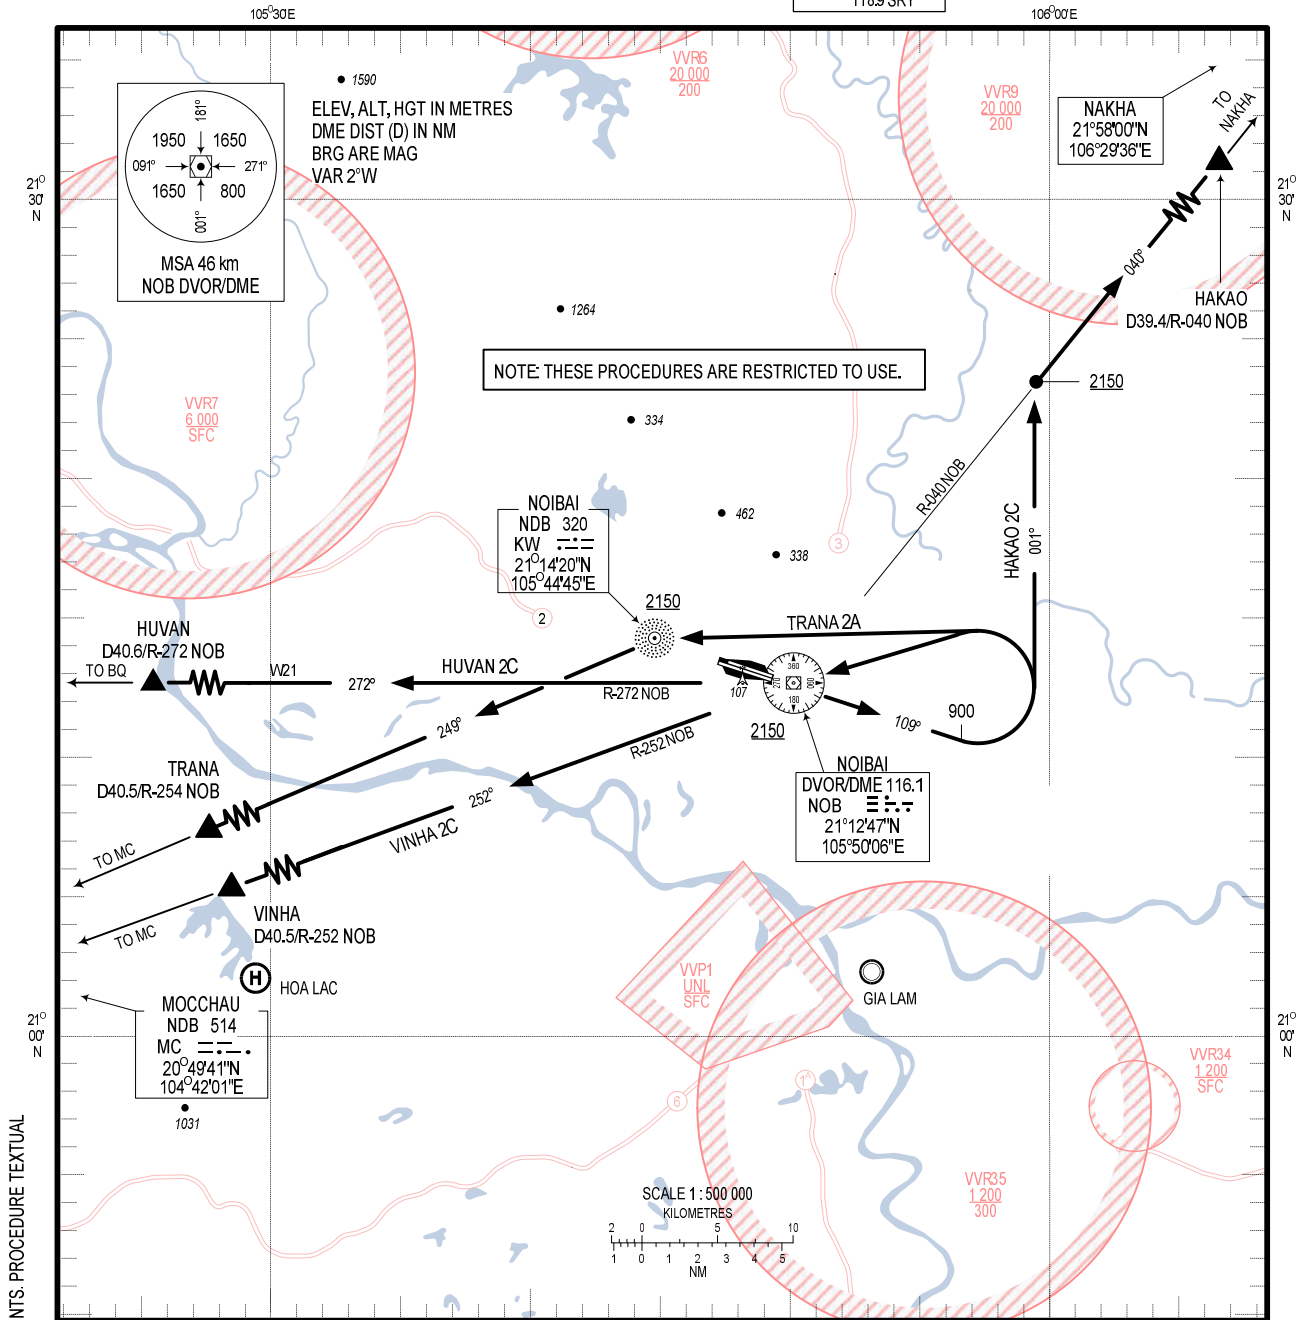 118.9 SRY
105°30'E
106°00'E
1590
ELEV, ALT, HGT IN METRES
DME DIST (D) IN NM
BRG ARE MAG
VAR 2°W
181°
1950
1650
091°
271°
1650
800
001°
MSA 46 km
NOB DVOR/DME
VVR6
20 000
200
VVR9
20 000
200
NAKHA
21°58'00"N
106°29'36"E
TO
NAKHA
21°
30'
N
21°
30'
N
040°
HAKAO
D39.4/R-040 NOB
1264
NOTE: THESE PROCEDURES ARE RESTRICTED TO USE.
2150
VVR7
6 000
SFC
334
R-040 NOB
462
NOIBAI
NDB 320
KW
21°14'20"N
105°44'45"E
3
338
HAKAO 2C
001°
2150
2
TRANA 2A
HUVAN
D40.6/R-272 NOB
TO BQ
W21
272°
HUVAN 2C
R-272 NOB
107
360
270
090
180
2150
109°
900
249°
R-252 NOB
TRANA
D40.5/R-254 NOB
252°
NOIBAI
DVOR/DME 116.1
NOB
21°12'47"N
105°50'06"E
TO MC
VINHA 2C
VINHA
D40.5/R-252 NOB
TO MC
H
HOA LAC
VVP1
UNL
SFC
GIA LAM
MOCCHAU
NDB 514
MC
20°49'41"N
104°42'01"E
21°
00'
N
21°
00'
N
1031
VVR34
1 200
SFC
1A
6
VVR35
1 200
300
SCALE 1 : 500 000
KILOMETRES
2 0 5 10
1 0 1 2 3 4 5
NM
NTS. PROCEDURE TEXTUAL